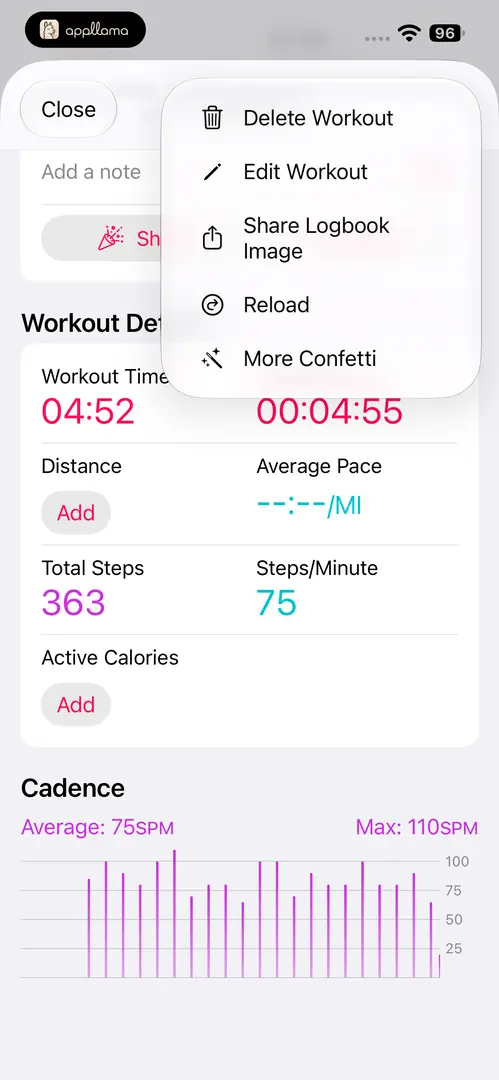 appllama
96
Close
Delete Workout
Edit Workout
Share Logbook
Image
Reload
More Confetti
Add a note
Sh
Workout Det
Workout Time
04:52
00:04:55
Distance
Average Pace
Add
--:--/MI
Total Steps
Steps/Minute
363
75
Active Calories
Add
Cadence
Average: 75SPM
Max: 110SPM
100
75
50
25